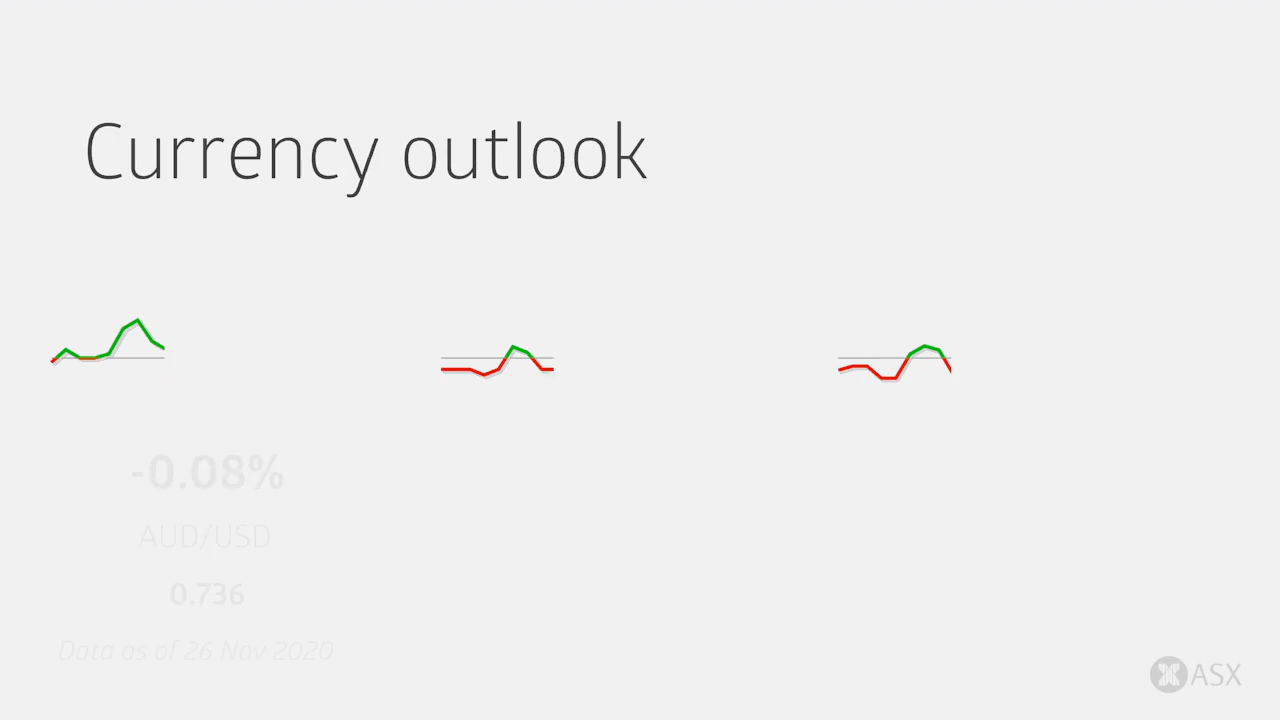 Currency outlook
-0.08%
AUD/USD
0.736
Data as of 26 Nov 2020
ASX